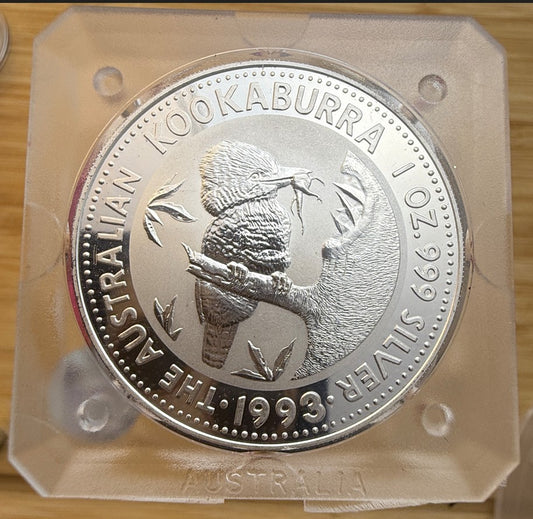 THE AUSTRALIAN KOOKABURRA 1 OZ. 999 SILVER
· 1993 ·
AUSTRALIA